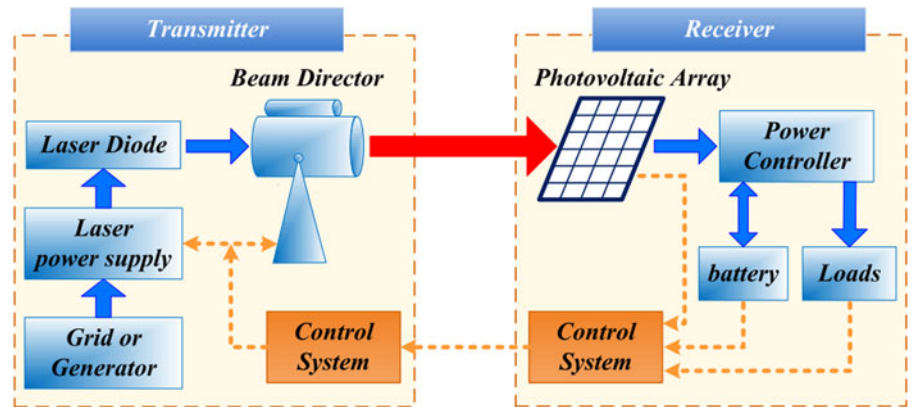 Transmitter
Receiver
Beam Director
Photovoltaic Array
Laser Diode
Power
Controller
Laser
power supply
battery
Loads
Grid or
Generator
Control
System
Control
System